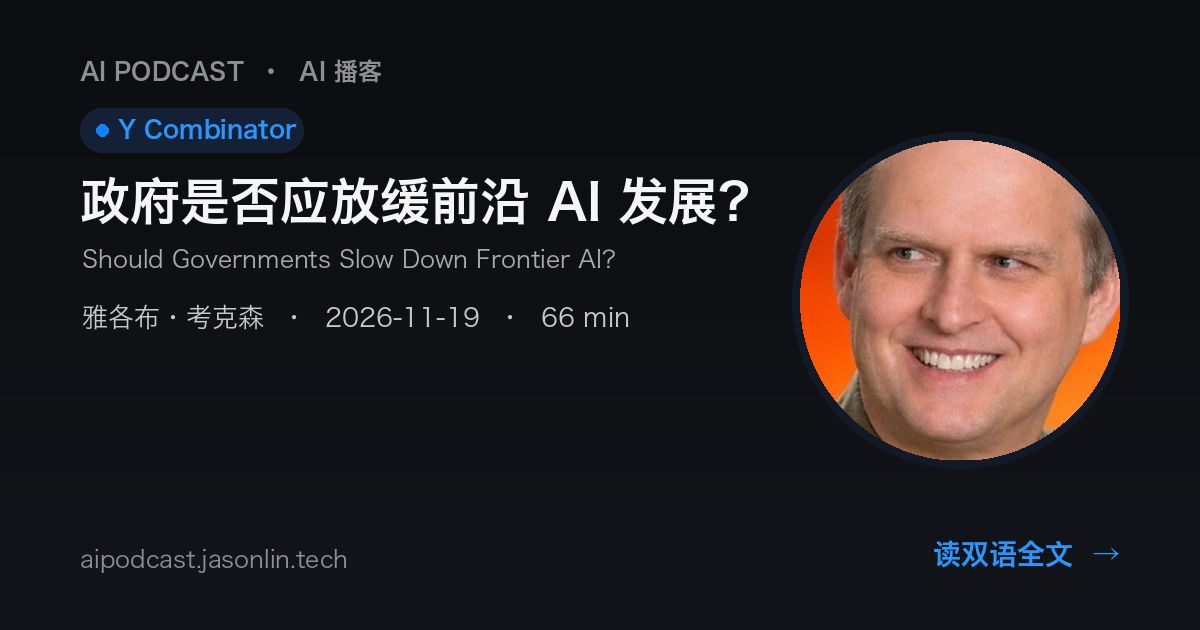 AI PODCAST · AI 播客
Y Combinator
政府是否应放缓前沿 AI 发展？
Should Governments Slow Down Frontier AI?
雅各布·考克森 · 2026-11-19 · 66 min
aipodcast.jasonlin.tech
读双语全文 →